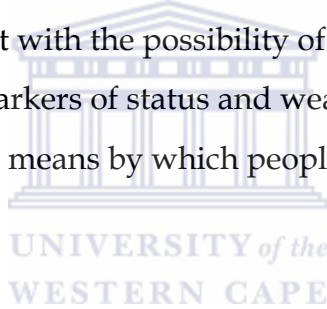 t with the possibility of
arkers of status and wea
means by which peopl
UNIVERSITY of the
WESTERN CAPE